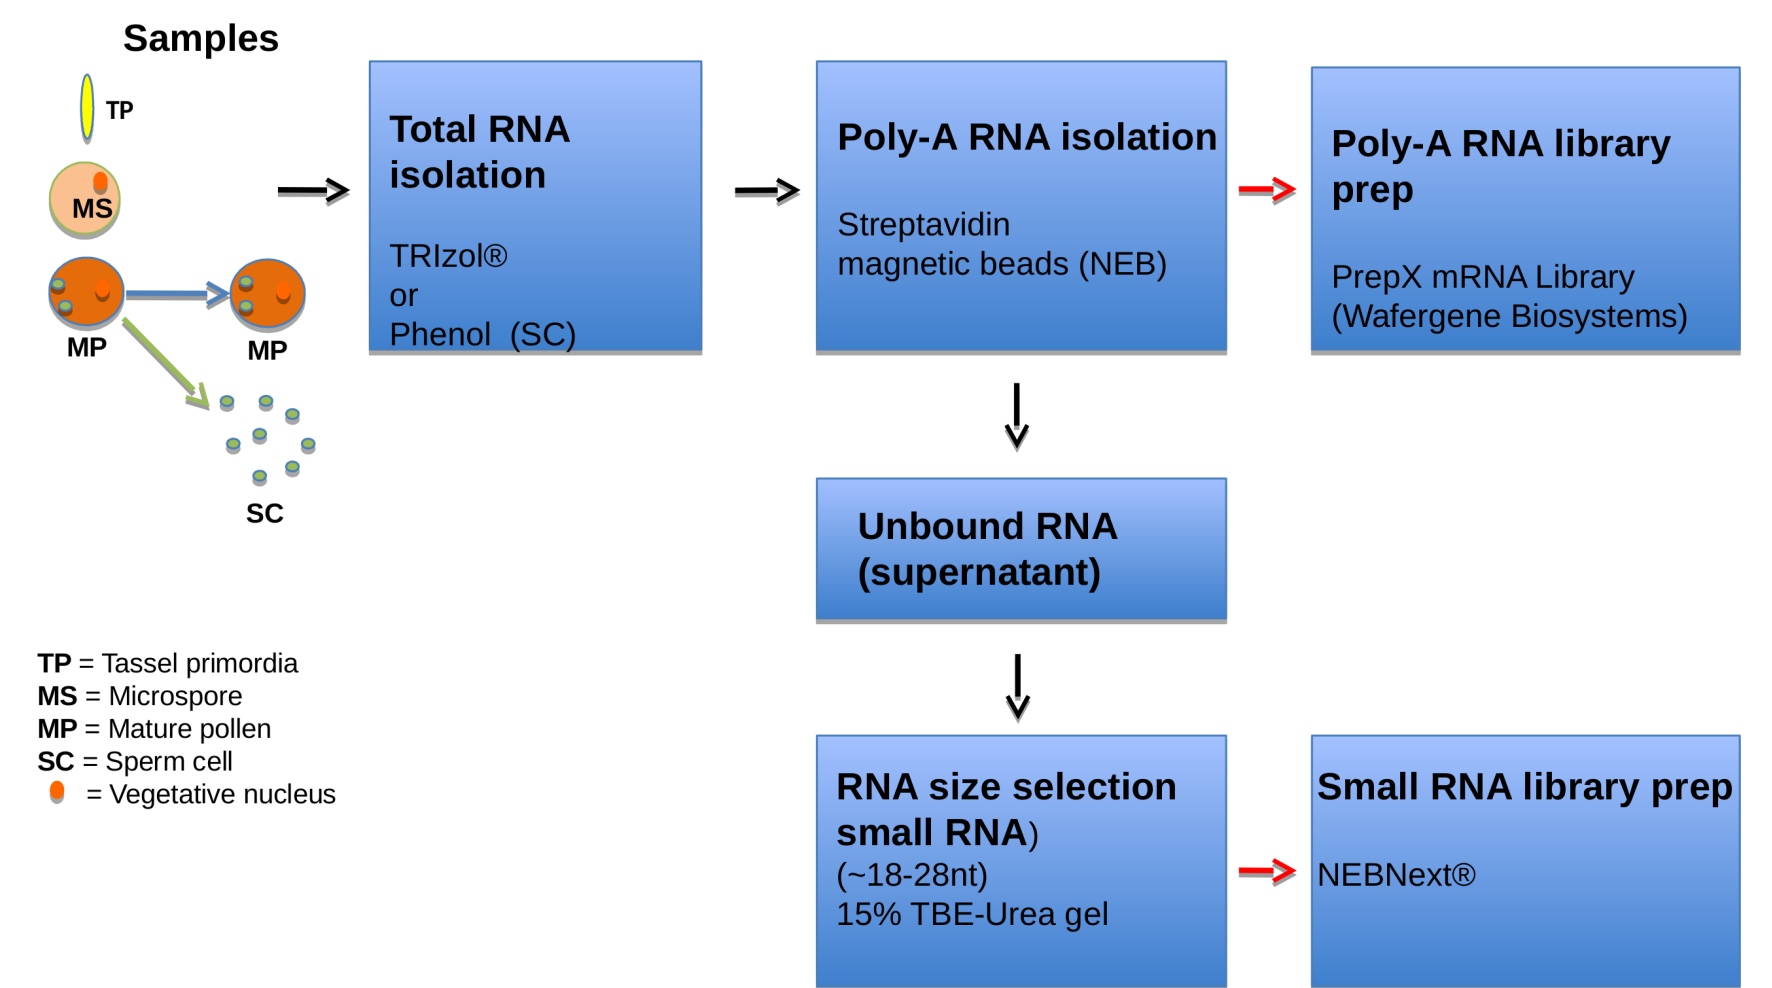 Samples
TP
MS
MP
MP
SC
Total RNA
isolation
TRIzol®
or
Phenol  (SC)
Poly-A RNA isolation
Streptavidin
magnetic beads (NEB)
Poly-A RNA library
prep
PrepX mRNA Library
(Wafergene Biosystems)
Unbound RNA
(supernatant)
RNA size selection
small RNA)
(~18-28nt)
15% TBE-Urea gel
Small RNA library prep
NEBNext®
TP = Tassel primordia
MS = Microspore
MP = Mature pollen
SC = Sperm cell
= Vegetative nucleus